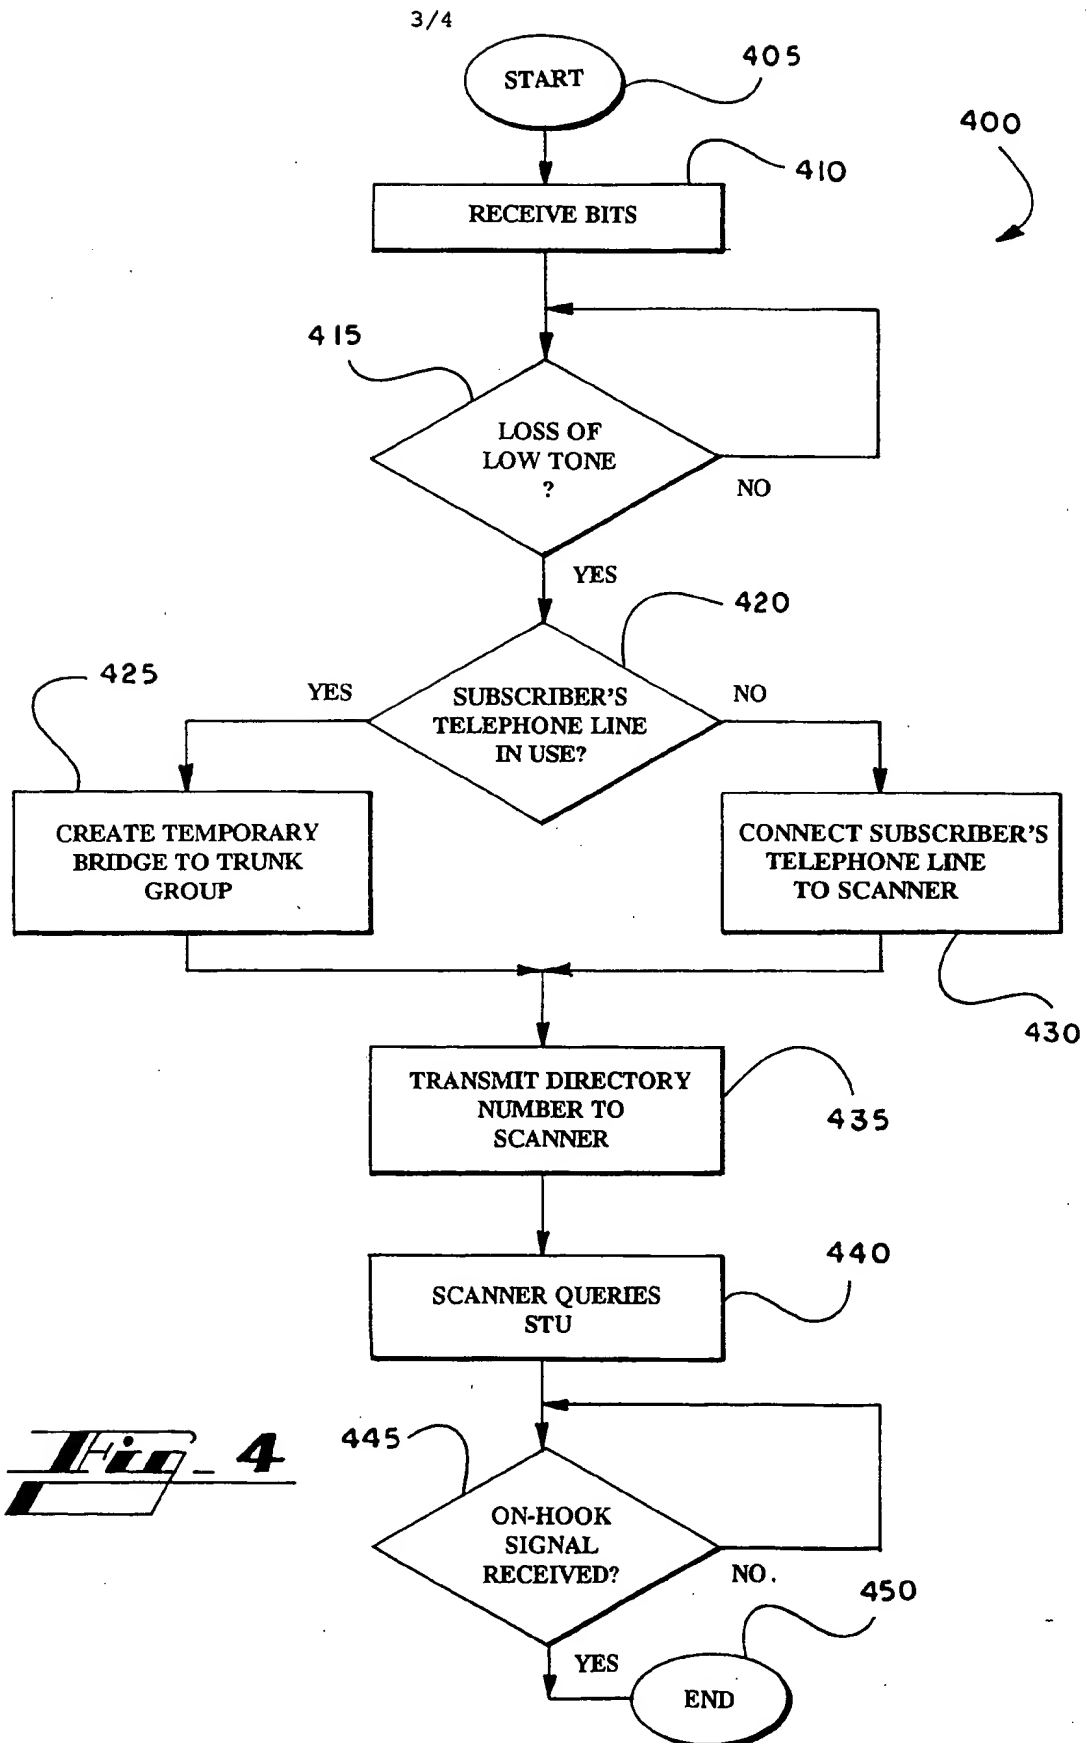 3/4
START
405
400
410
RECEIVE BITS
415
LOSS OF
LOW TONE
?
NO
YES
420
425
YES
SUBSCRIBER'S
TELEPHONE LINE
IN USE?
NO
CREATE TEMPORARY
BRIDGE TO TRUNK
GROUP
CONNECT SUBSCRIBER'S
TELEPHONE LINE
TO SCANNER
430
TRANSMIT DIRECTORY
NUMBER TO
SCANNER
435
440
SCANNER QUERIES
STU
Fig_4
445
ON-HOOK
SIGNAL
RECEIVED?
NO.
450
YES
END